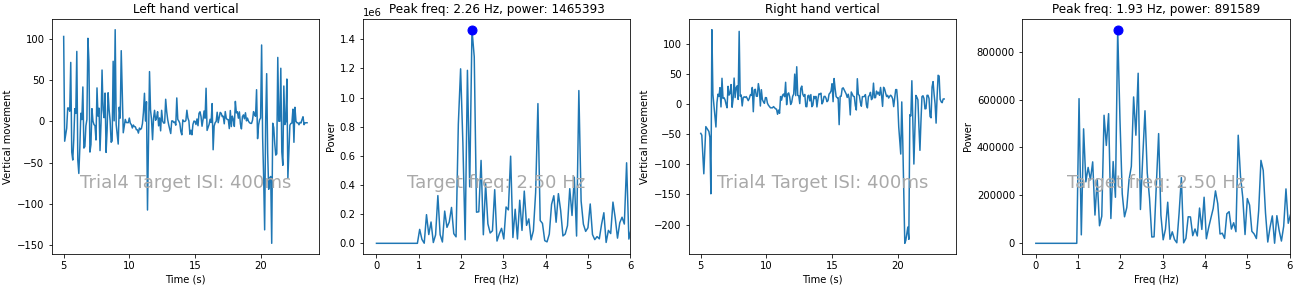 Left hand vertical
Vertical movement
100
50
0
−50
−100
−150
5
10
15
20
Time (s)
Trial4 Target ISI: 400ms
Peak freq: 2.26 Hz, power: 1465393
1e6
Power
1.4
1.2
1.0
0.8
0.6
0.4
0.2
0.0
0
1
2
3
4
5
6
Freq (Hz)
Target freq: 2.50 Hz
Right hand vertical
Vertical movement
100
50
0
−50
−100
−150
−200
5
10
15
20
Time (s)
Trial4 Target ISI: 400ms
Peak freq: 1.93 Hz, power: 891589
Power
800000
600000
400000
200000
0
0
1
2
3
4
5
6
Freq (Hz)
Target freq: 2.50 Hz